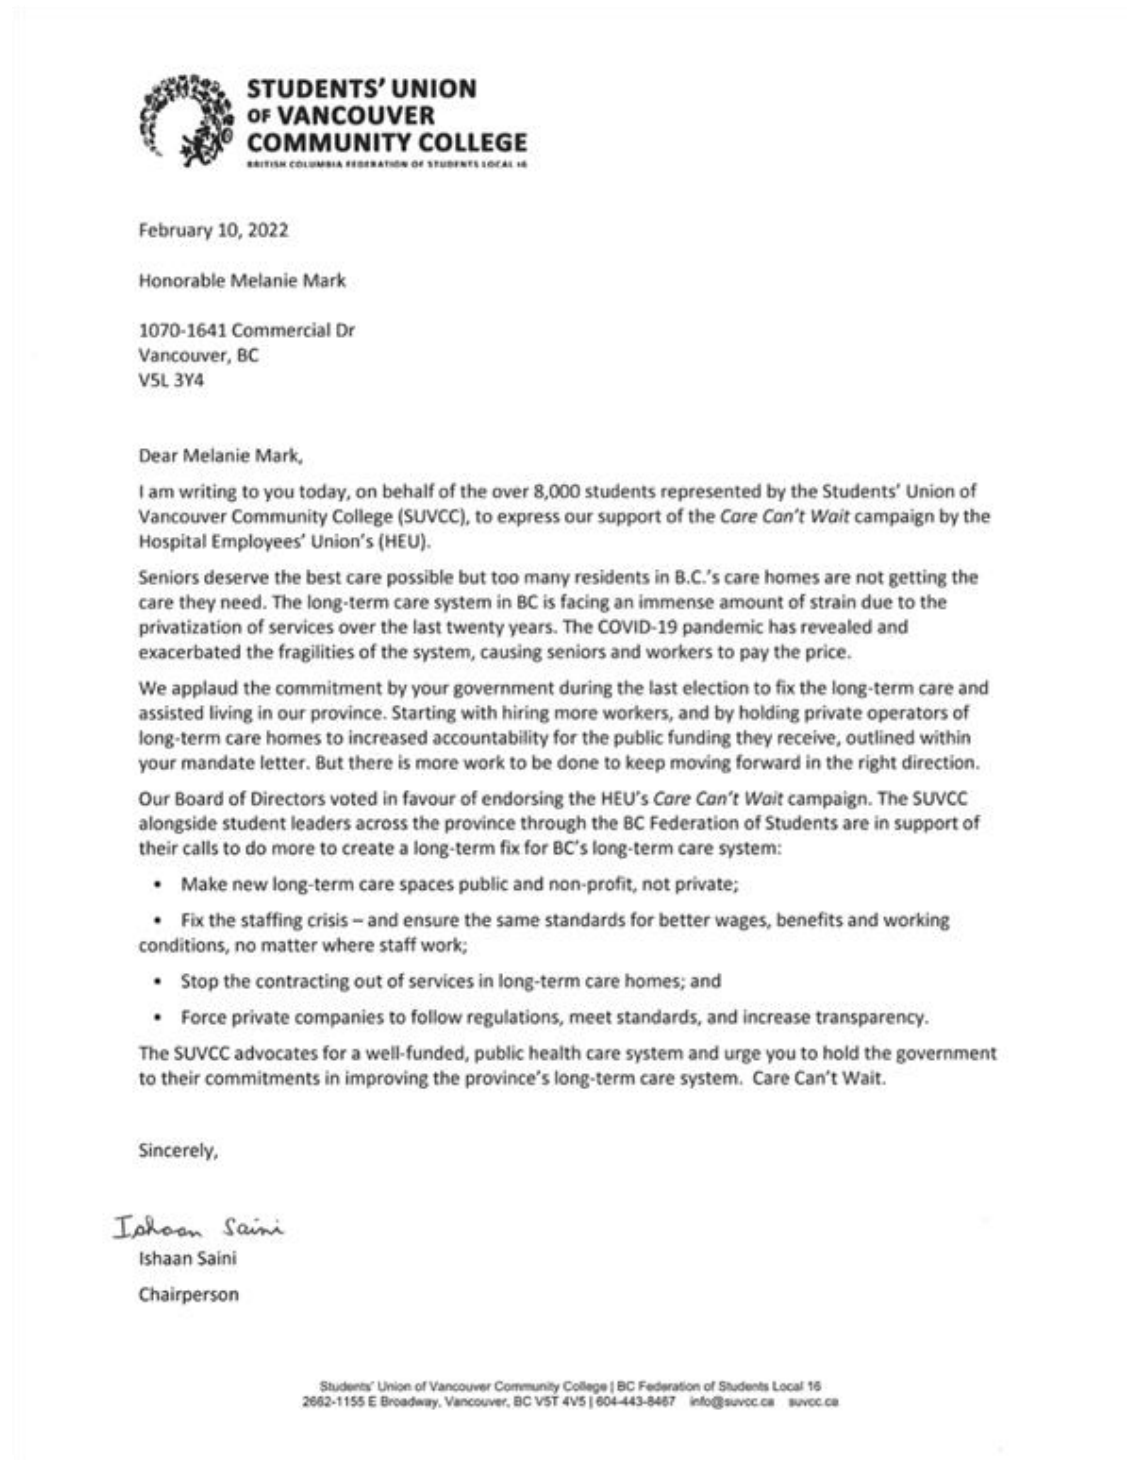 STUDENTS' UNION
OF VANCOUVER
COMMUNITY COLLEGE
BRITISH COLUMBIA FEDERATION OF STUDENTS LOCAL 16
February 10, 2022
Honorable Melanie Mark
1070-1641 Commercial Dr
Vancouver, BC
V5L 3Y4
Dear Melanie Mark,
I am writing to you today, on behalf of the over 8,000 students represented by the Students' Union of
Vancouver Community College (SUVCC), to express our support of the Care Can't Wait campaign by the
Hospital Employees' Union's (HEU).
Seniors deserve the best care possible but too many residents in B.C.'s care homes are not getting the
care they need. The long-term care system in BC is facing an immense amount of strain due to the
privatization of services over the last twenty years. The COVID-19 pandemic has revealed and
exacerbated the fragilities of the system, causing seniors and workers to pay the price.
We applaud the commitment by your government during the last election to fix the long-term care and
assisted living in our province. Starting with hiring more workers, and by holding private operators of
long-term care homes to increased accountability for the public funding they receive, outlined within
your mandate letter. But there is more work to be done to keep moving forward in the right direction.
Our Board of Directors voted in favour of endorsing the HEU's Care Can't Wait campaign. The SUVCC
alongside student leaders across the province through the BC Federation of Students are in support of
their calls to do more to create a long-term fix for BC's long-term care system:
• Make new long-term care spaces public and non-profit, not private;
• Fix the staffing crisis – and ensure the same standards for better wages, benefits and working
conditions, no matter where staff work;
• Stop the contracting out of services in long-term care homes; and
• Force private companies to follow regulations, meet standards, and increase transparency.
The SUVCC advocates for a well-funded, public health care system and urge you to hold the government
to their commitments in improving the province's long-term care system.  Care Can't Wait.
Sincerely,
Ishaan Saini
Ishaan Saini
Chairperson
Students' Union of Vancouver Community College | BC Federation of Students Local 16
2662-1155 E Broadway, Vancouver, BC V5T 4V5 | 604-443-8467 info@suvcc.ca suvcc.ca